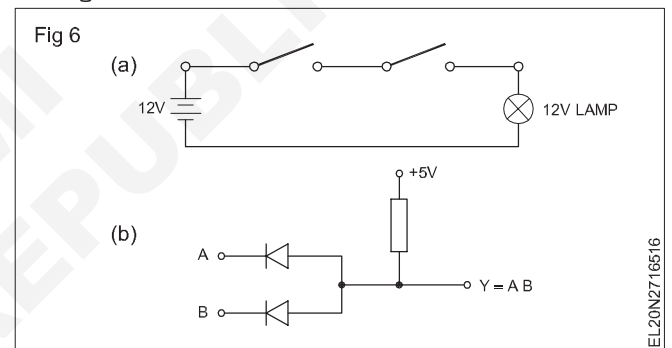 Fig 6
(a)
12V
12V LAMP
+5V
(b)
A
B
Y = A B
EL20N2716516